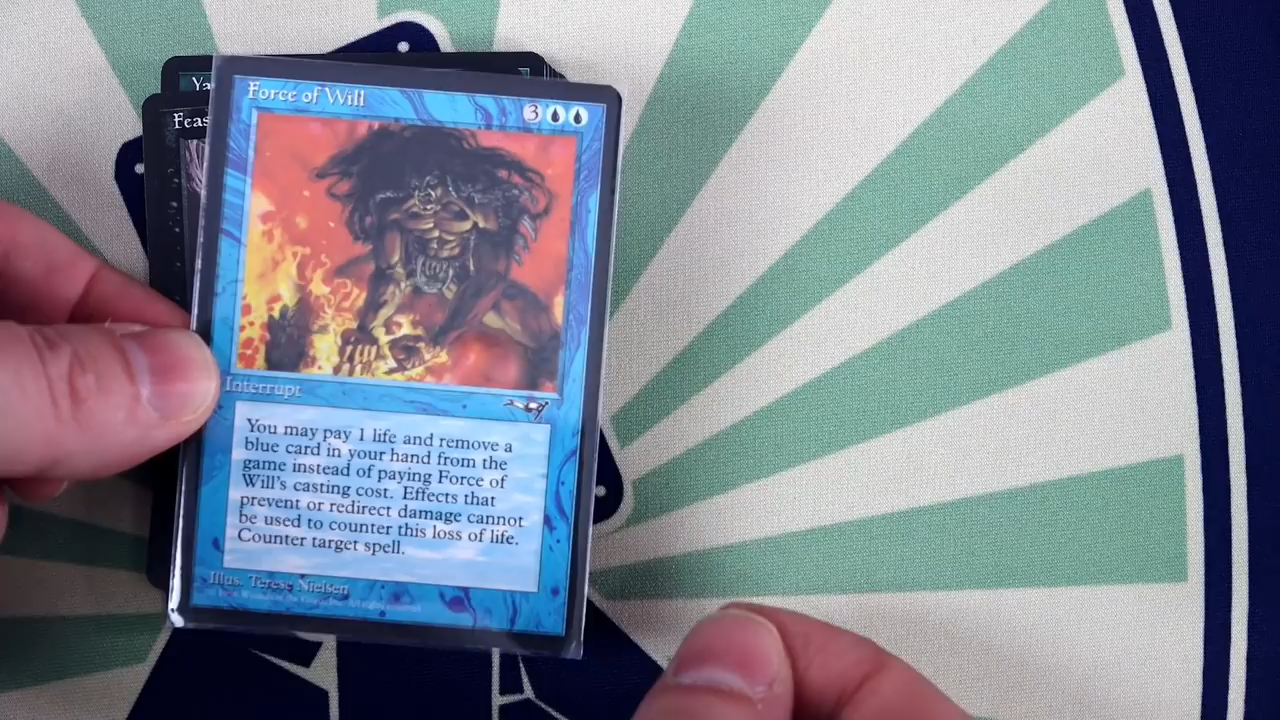 Ya
Feas
Force of Will
3
Interrupt
You may pay 1 life and remove a
blue card in your hand from the
game instead of paying Force of
Will's casting cost. Effects that
prevent or redirect damage cannot
be used to counter this loss of life.
Counter target spell.
Illus. Terese Nielsen